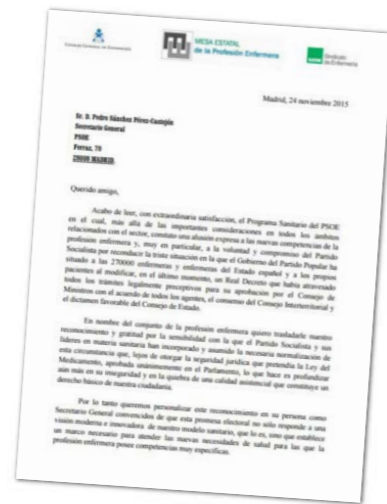 Consejo General de Enfermería
MESA ESTATAL
de la Profesión Enfermera
Sindicato
de Enfermería
Madrid, 24 noviembre 2015
Sr. D. Pedro Sánchez Pérez-Castejón
Secretario General
PSOE
Ferraz, 70
MADRID
Querido amigo,
Acabo de leer, con extraordinaria satisfacción, el Programa Sanitario del PSOE
en el cual, más allá de las importantes consideraciones en todos los ámbitos
relacionados con el sector, constato una alusión expresa a las nuevas competencias de la
profesión enfermera y, muy en particular, a la voluntad y compromiso del Partido
Socialista por reconducir la triste situación en la que el Gobierno del Partido Popular ha
situado a las 270000 enfermeras y enfermeros del Estado español y a los propios
pacientes al modificar, en el último momento, un Real Decreto que había atravesado
todos los trámites legalmente preceptivos para su aprobación por el Consejo de
Ministros con el acuerdo de todos los agentes, el consenso del Consejo Interterritorial y
el dictamen favorable del Consejo de Estado.
En nombre del conjunto de la profesión enfermera quiero trasladarle nuestro
reconocimiento y gratitud por la sensibilidad con la que el Partido Socialista y sus
líderes en materia sanitaria han incorporado y asumido la necesaria normalización de
esta circunstancia que, lejos de otorgar la seguridad jurídica que pretendía la Ley del
Medicamento, aprobada unánimemente en el Parlamento, lo que hace es profundizar
aún más en su inseguridad y en la quiebra de una calidad asistencial que constituye un
derecho básico de nuestra ciudadanía.
Por lo tanto queremos personalizar este reconocimiento en su persona como
Secretario General convencidos de que esta promesa electoral no sólo responde a una
visión moderna e innovadora de nuestro modelo sanitario, que lo es, sino que establece
un marco necesario para atender las nuevas necesidades de salud para las que la
profesión enfermera posee competencias muy específicas.